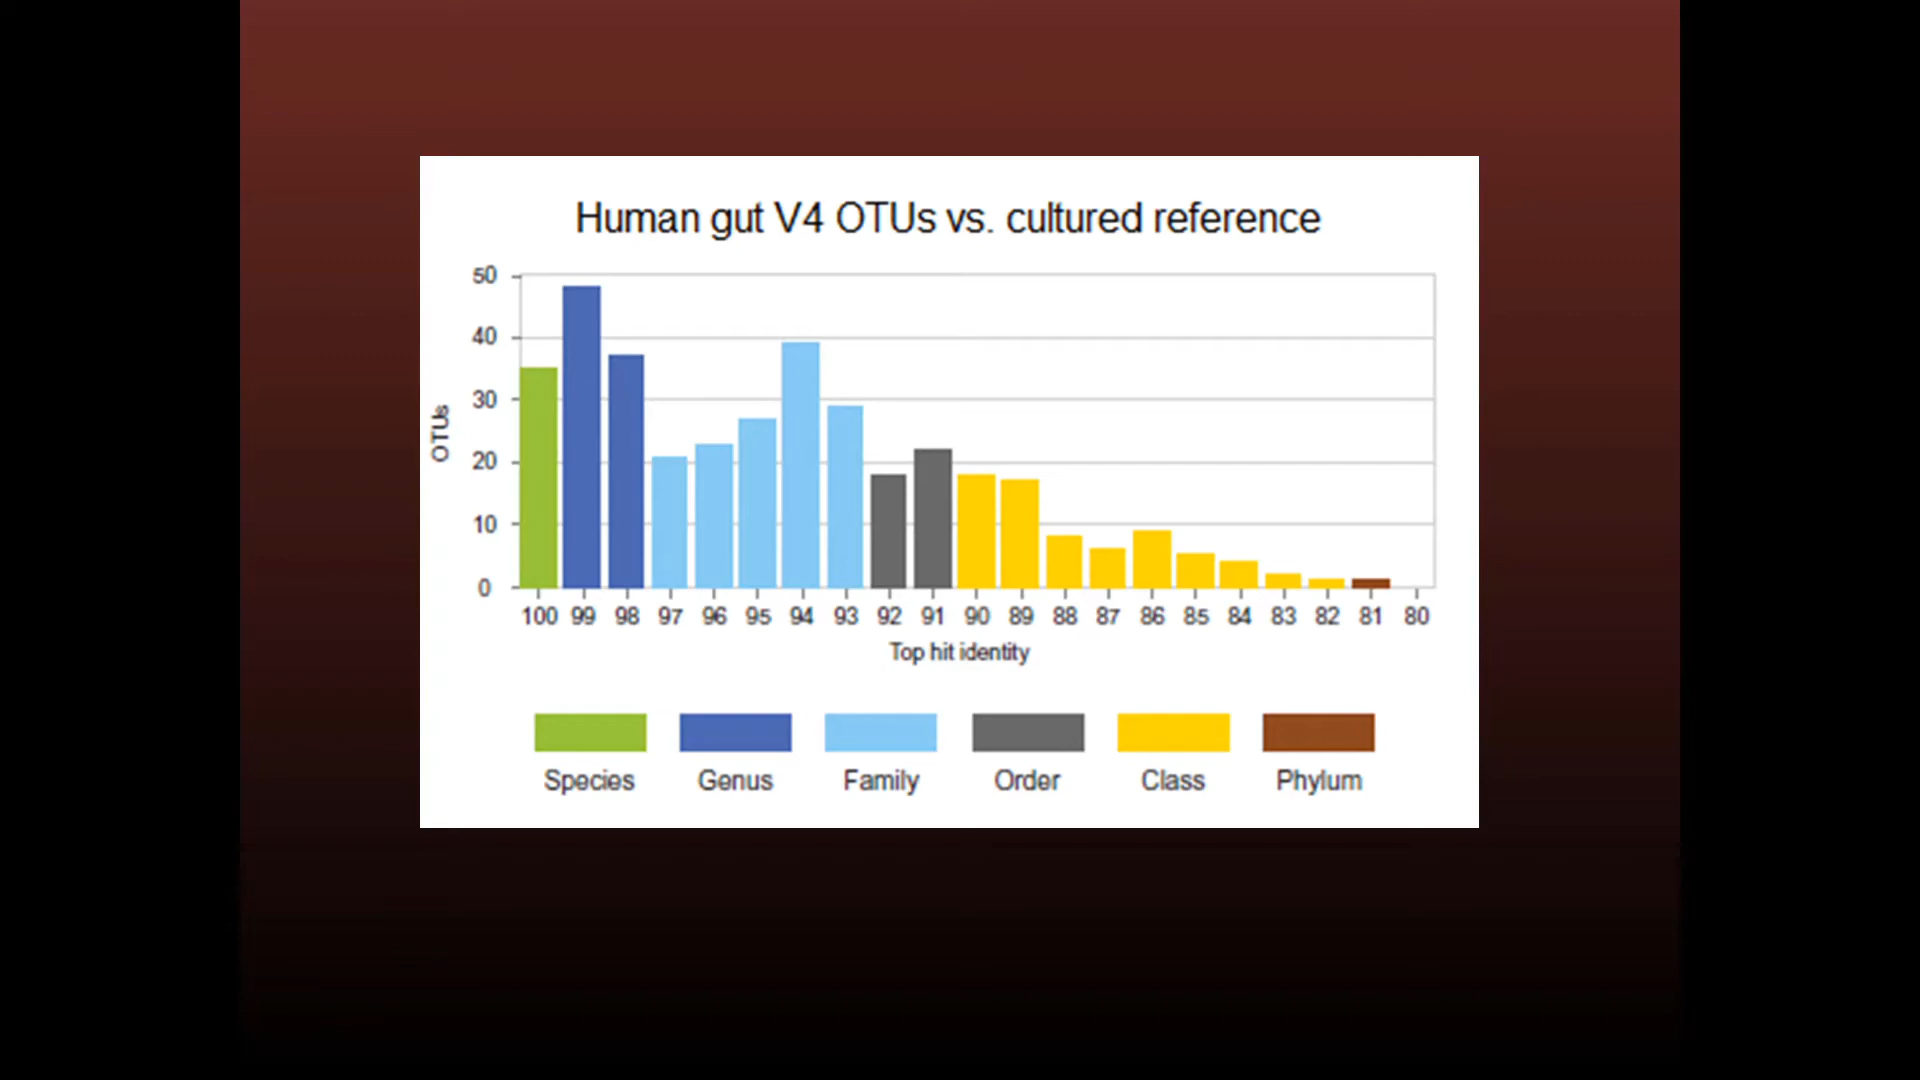 Human gut V4 OTUs vs. cultured reference
50
40
30
20
10
0
OTUs
100 99 98 97 96 95 94 93 92 91 90 89 88 87 86 85 84 83 82 81 80
Top hit identity
Species Genus Family Order Class Phylum